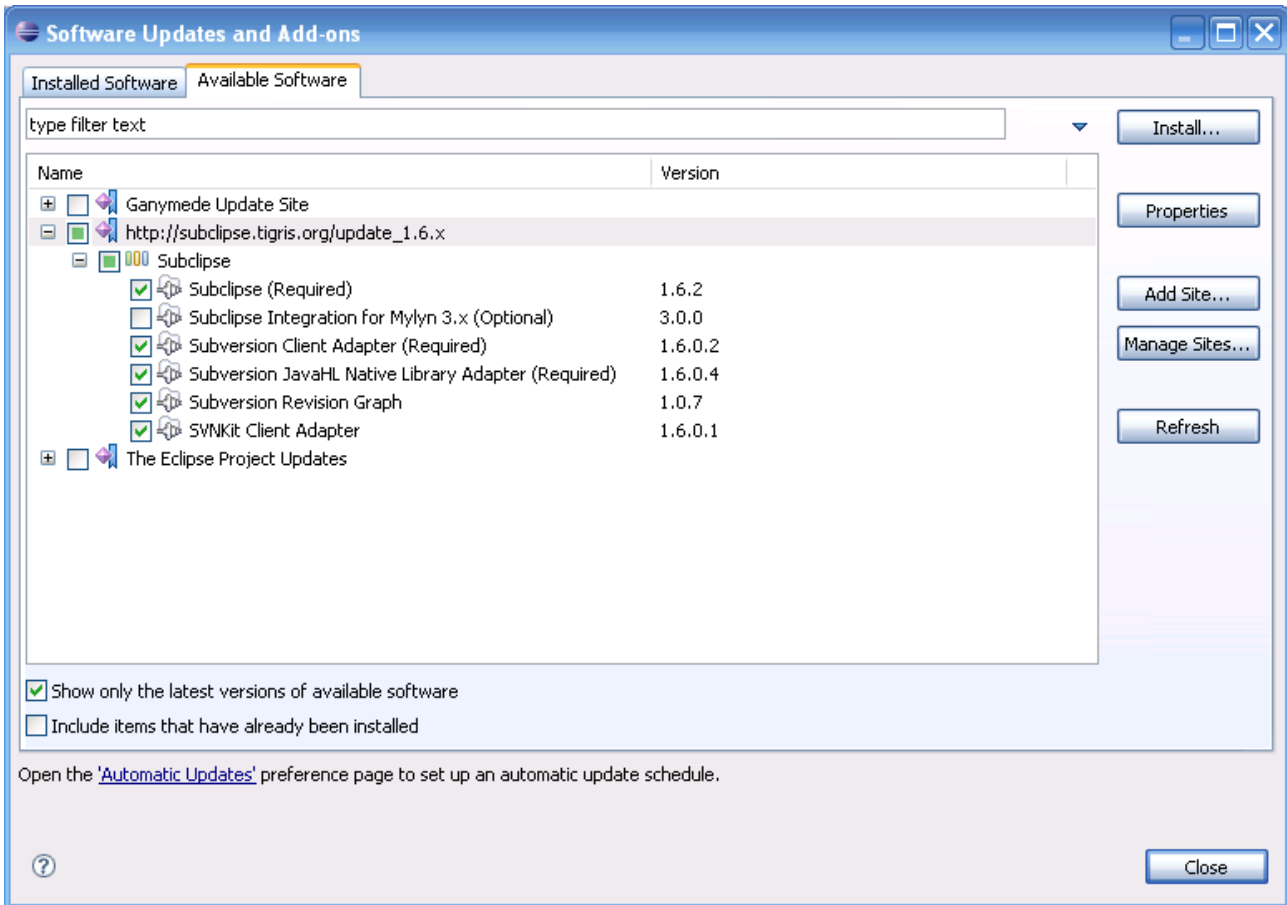 Software Updates and Add-ons
Installed Software
Available Software
type filter text
Install...
Name Version
Ganymede Update Site
Properties
http://subclipse.tigris.org/update_1.6.x
Subclipse
Subclipse (Required) 1.6.2
Add Site...
Subclipse Integration for Mylyn 3.x (Optional) 3.0.0
Subversion Client Adapter (Required) 1.6.0.2
Manage Sites...
Subversion JavaHL Native Library Adapter (Required) 1.6.0.4
Subversion Revision Graph 1.0.7
SVNKit Client Adapter 1.6.0.1
Refresh
The Eclipse Project Updates
Show only the latest versions of available software
Include items that have already been installed
Open the 'Automatic Updates' preference page to set up an automatic update schedule.
?
Close